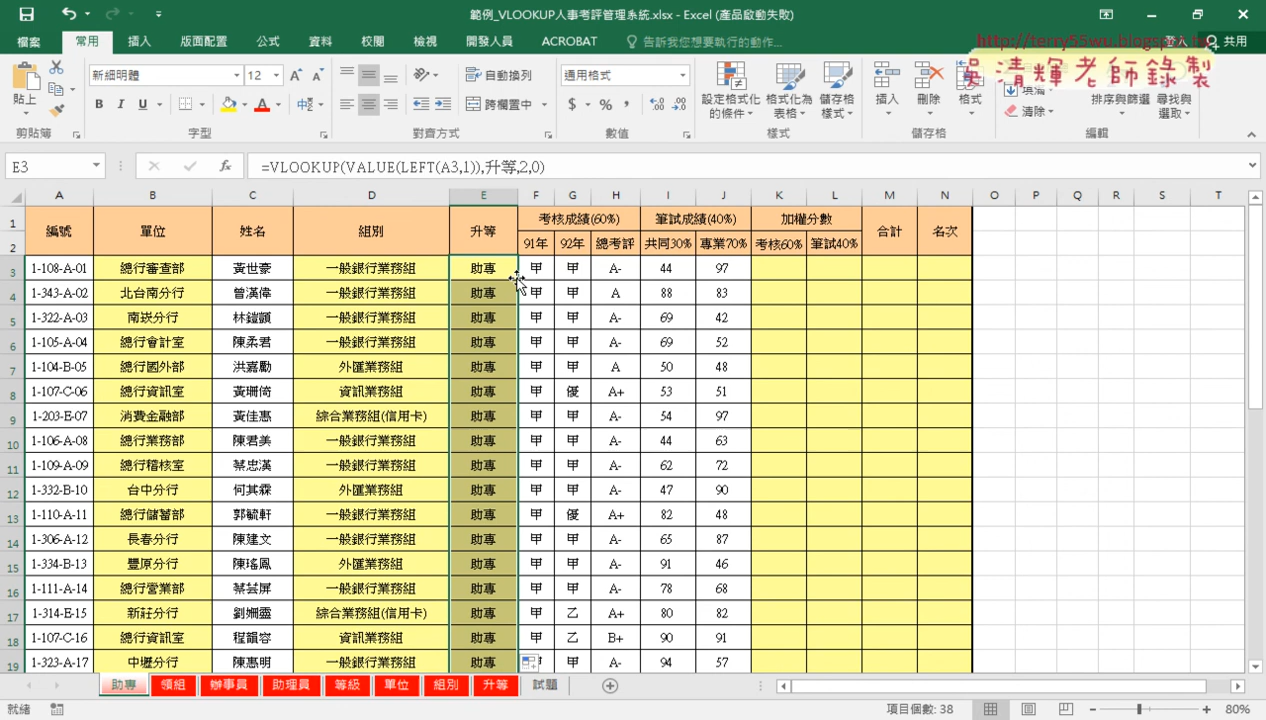 範例_VLOOKUP人事考評管理系統.xlsx - Excel (產品啟動失敗)
檔案 常用 插入 版面配置 公式 資料 校閱 檢視 開發人員 ACROBAT 告訴我您想要執行的動作... 登入 共用
http://terry55wu.blogspot.tw
吳清輝老師錄製
貼上 新細明體 12 自動換列 通用格式 設定格式化的條件 格式化為表格 儲存格樣式 插入 刪除 格式 填滿 清除 排序與篩選 尋找與選取
B I U 跨欄置中 $ % ,
剪貼簿 字型 對齊方式 數值 樣式 儲存格 編輯
E3 fx =VLOOKUP(VALUE(LEFT(A3,1)),升等,2,0)
A B C D E F G H I J K L M N O P Q R S T
1 編號 單位 姓名 組別 升等 考核成績(60%) 筆試成績(40%) 加權分數 合計 名次
2 91年 92年 總考評 共同30% 專業70% 考核60% 筆試40%
3 1-108-A-01 總行審查部 黃世豪 一般銀行業務組 助專 甲 甲 A- 44 97
4 1-343-A-02 北台南分行 曾漢偉 一般銀行業務組 助專 甲 甲 A 88 83
5 1-322-A-03 南崁分行 林鎧顗 一般銀行業務組 助專 甲 甲 A- 69 42
6 1-105-A-04 總行會計室 陳柔君 一般銀行業務組 助專 甲 甲 A- 69 52
7 1-104-B-05 總行國外部 洪嘉勵 外匯業務組 助專 甲 甲 A 50 48
8 1-107-C-06 總行資訊室 黃珊倚 資訊業務組 助專 甲 優 A+ 53 51
9 1-203-E-07 消費金融部 黃佳惠 綜合業務組(信用卡) 助專 甲 甲 A- 54 97
10 1-106-A-08 總行業務部 陳君美 一般銀行業務組 助專 甲 甲 A- 44 63
11 1-109-A-09 總行稽核室 蔡忠漢 一般銀行業務組 助專 甲 甲 A- 62 72
12 1-332-B-10 台中分行 何其霖 外匯業務組 助專 甲 甲 A- 47 90
13 1-110-A-11 總行儲蓄部 郭毓軒 一般銀行業務組 助專 甲 優 A+ 82 48
14 1-306-A-12 長春分行 陳建文 一般銀行業務組 助專 甲 甲 A- 65 87
15 1-334-B-13 豐原分行 陳瑤鳳 外匯業務組 助專 甲 甲 A- 91 46
16 1-111-A-14 總行營業部 蔡芸屏 一般銀行業務組 助專 甲 甲 A- 78 68
17 1-314-E-15 新莊分行 劉姍靈 綜合業務組(信用卡) 助專 甲 乙 A+ 80 82
18 1-107-C-16 總行資訊室 程韻容 資訊業務組 助專 甲 乙 B+ 90 91
19 1-323-A-17 中壢分行 陳惠明 一般銀行業務組 助專 甲 A- 94 57
助專 領組 辦事員 助理員 等級 單位 組別 升等 試題
就緒 項目個數: 38 80%